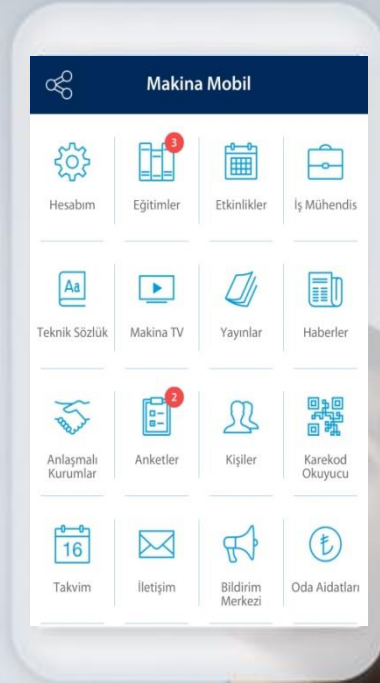 Makina Mobil
3
Hesabım Eğitimler Etkinlikler İş Mühendis
Aa
Teknik Sözlük Makina TV Yayınlar Haberler
2
Anlaşmalı Anketler Kişiler Karekod
Kurumlar Okuyucu
16
Takvim İletişim Bildirim Oda Aidatları
Merkezi